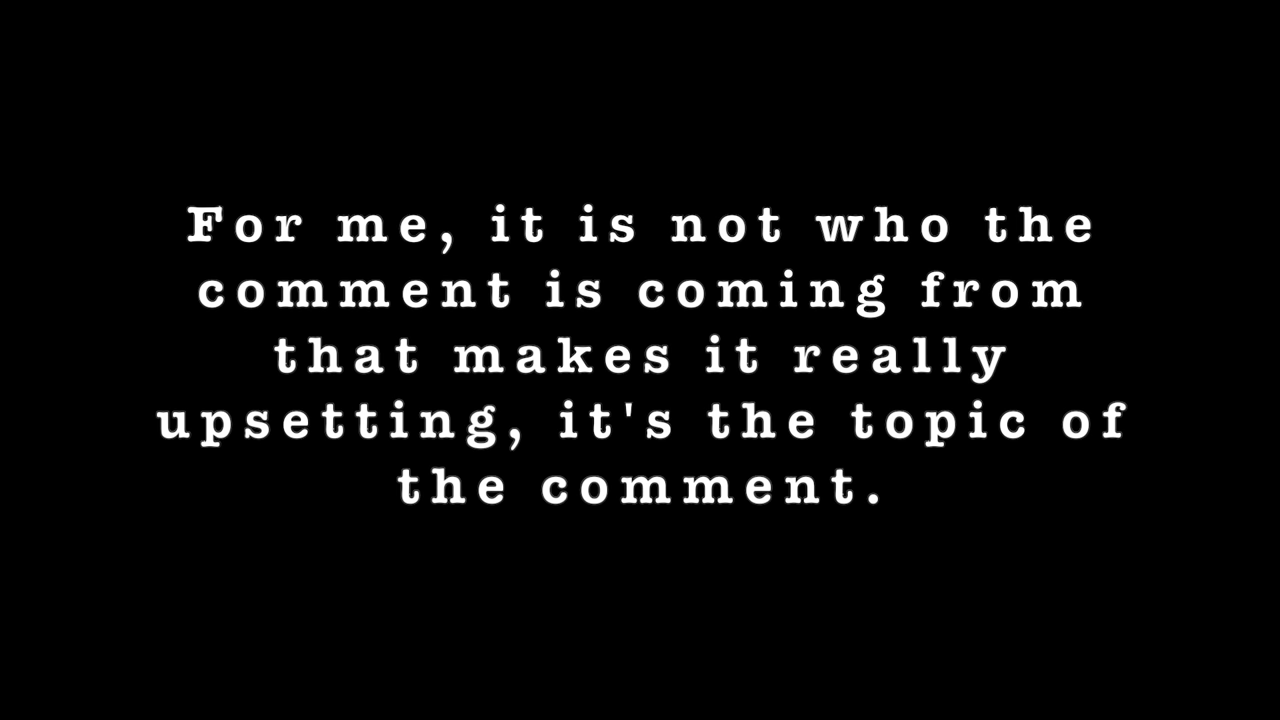 For me, it is not who the
comment is coming from
that makes it really
upsetting, it's the topic of
the comment.